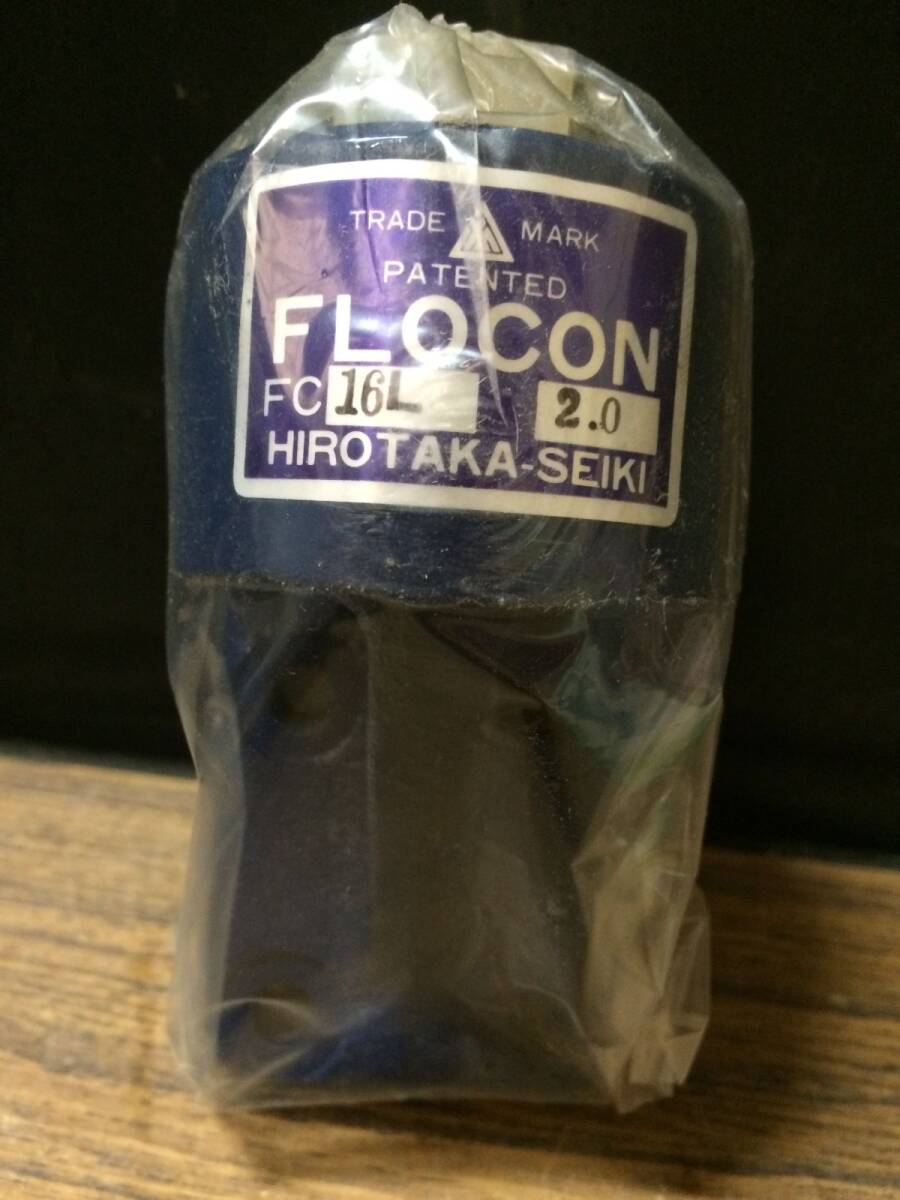 TRADE MARK
PATENTED
FLOCON
FC 16L 2.0
HIROTAKA-SEIKI